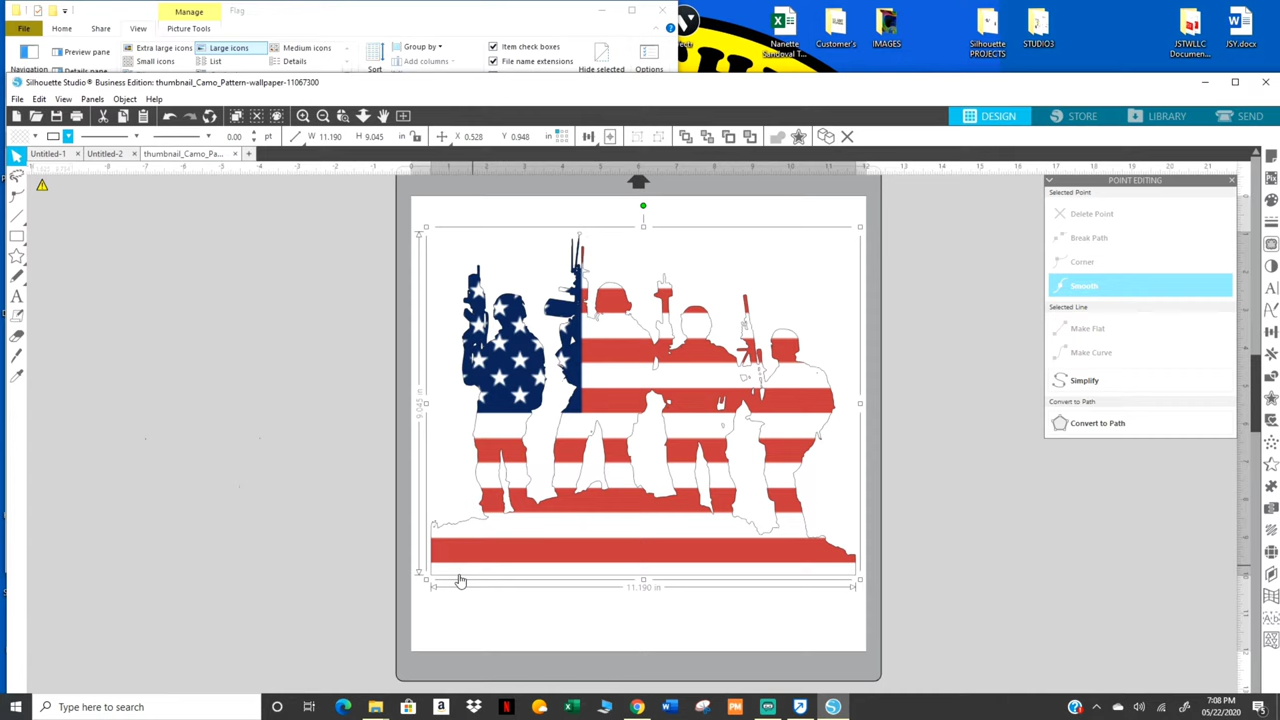 Manage
Flag
File
Home
Share
View
Picture Tools
Navigation
Preview pane
Details pane
Extra large icons
Large icons
Medium icons
Small icons
List
Details
Sort
Group by
Add columns
Item check boxes
File name extensions
Hide selected
Options
Nanette Sandoval T...
Customer's
IMAGES
Silhouette PROJECTS
STUDIO3
JSTWLLC Documen...
JSY.docx
Silhouette Studio® Business Edition: thumbnail_Camo_Pattern-wallpaper-11067300
File Edit View Panels Object Help
DESIGN
STORE
LIBRARY
SEND
0.00 pt
W 11.190 H 9.045 in
X 0.528 Y 0.948 in
Untitled-1
Untitled-2
thumbnail_Camo_Pa...
POINT EDITING
Selected Point
Delete Point
Break Path
Corner
Smooth
Selected Line
Make Flat
Make Curve
Simplify
Convert to Path
Convert to Path
9.045 in
11.190 in
Type here to search
7:08 PM
05/22/2020